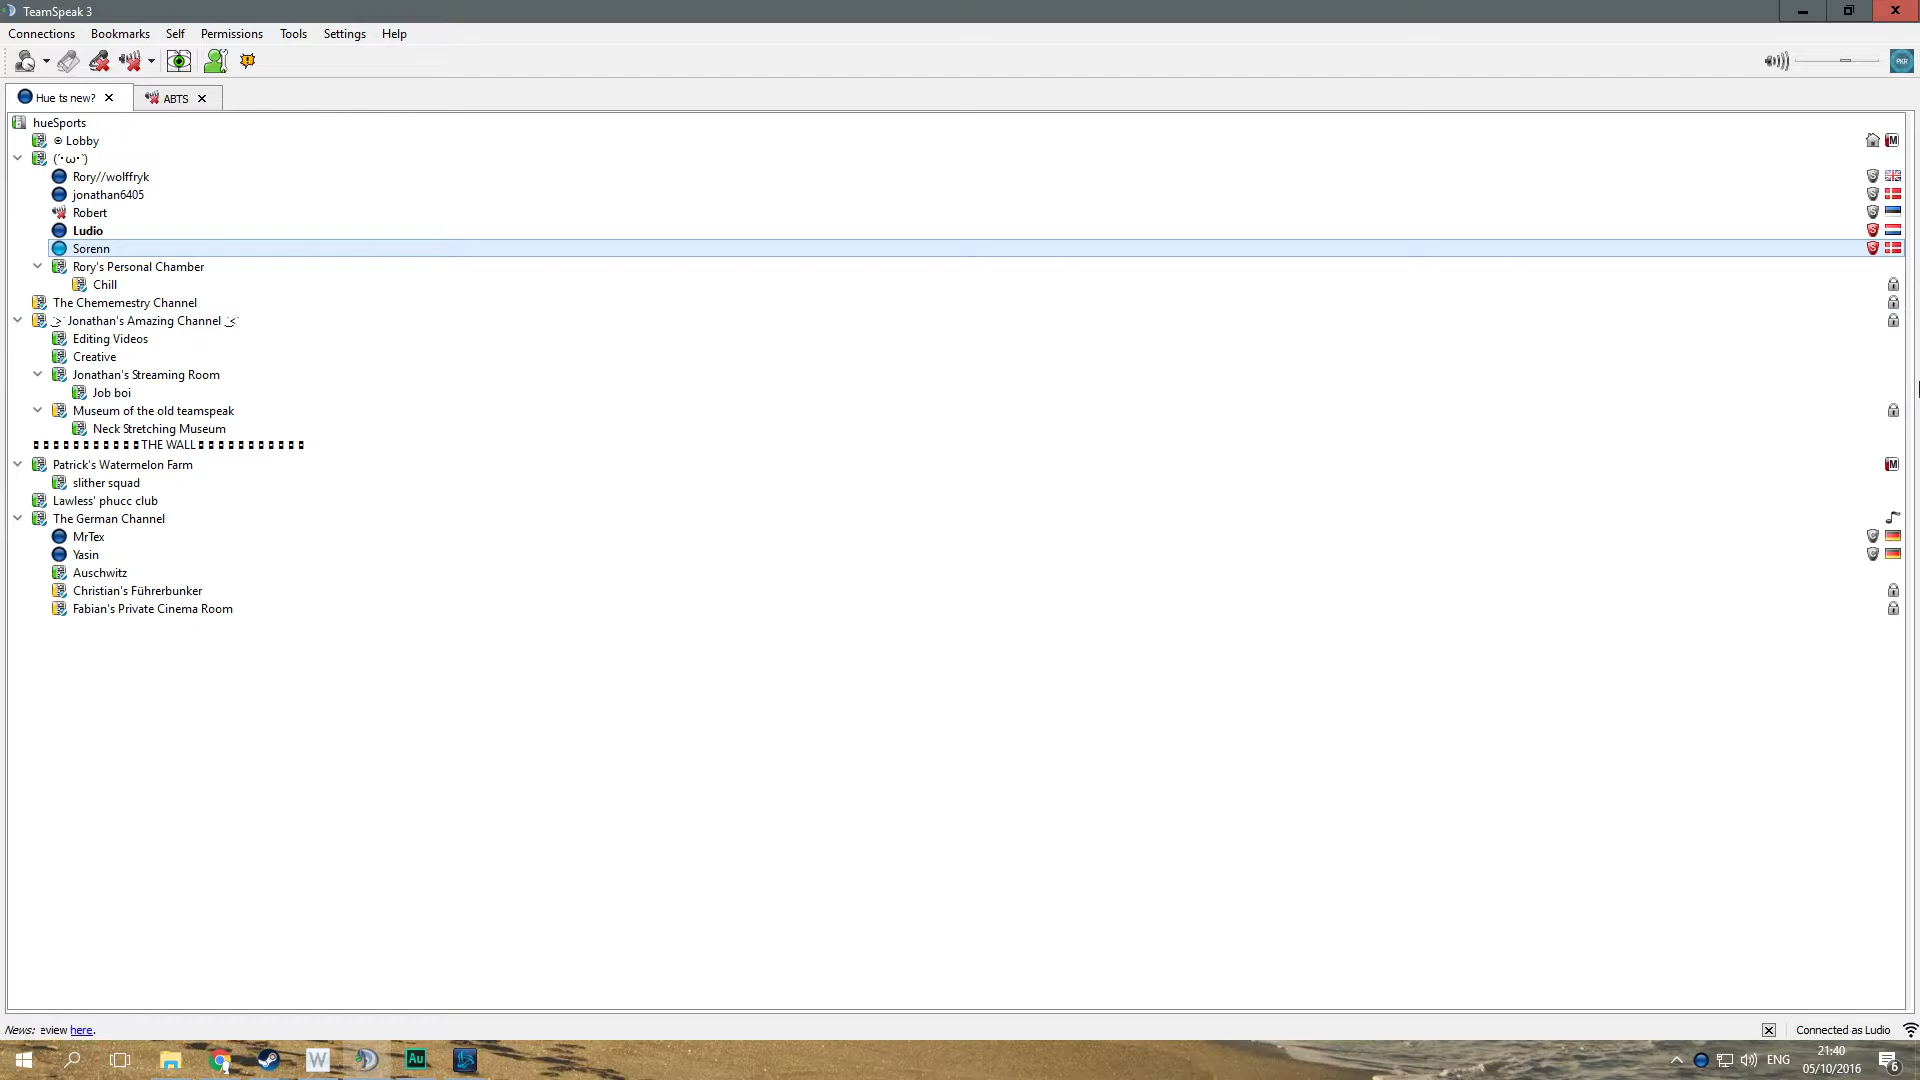 TeamSpeak 3
Connections Bookmarks Self Permissions Tools Settings Help
PKR
Hue ts new? ABTS
hueSports
Lobby
(´･ω･`)
Rory//wolffryk
jonathan6405
Robert
Ludio
Sorenn
Rory's Personal Chamber
Chill
The Chememestry Channel
Jonathan's Amazing Channel
Editing Videos
Creative
Jonathan's Streaming Room
Job boi
Museum of the old teamspeak
Neck Stretching Museum
THE WALL
Patrick's Watermelon Farm
slither squad
Lawless' phucc club
The German Channel
MrTex
Yasin
Auschwitz
Christian's Führerbunker
Fabian's Private Cinema Room
News: eview here.
Connected as Ludio
W Au ENG 21:40
05/10/2016 6